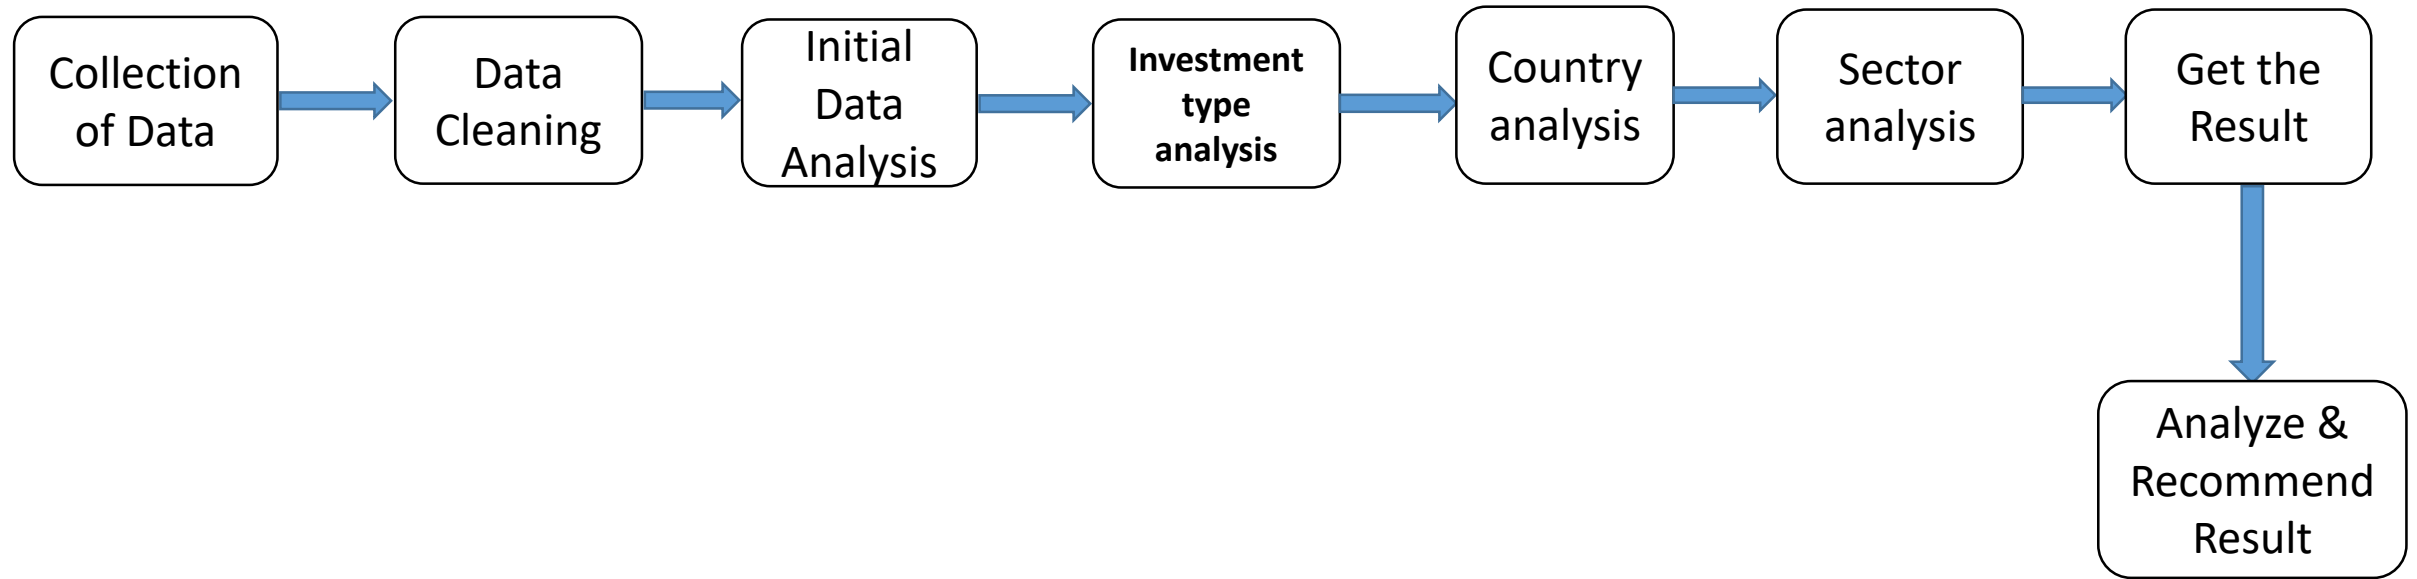 Collection
of Data
Data
Cleaning
Initial
Data
Analysis
Investment
type
analysis
Country
analysis
Sector
analysis
Get the
Result
Analyze &
Recommend
Result